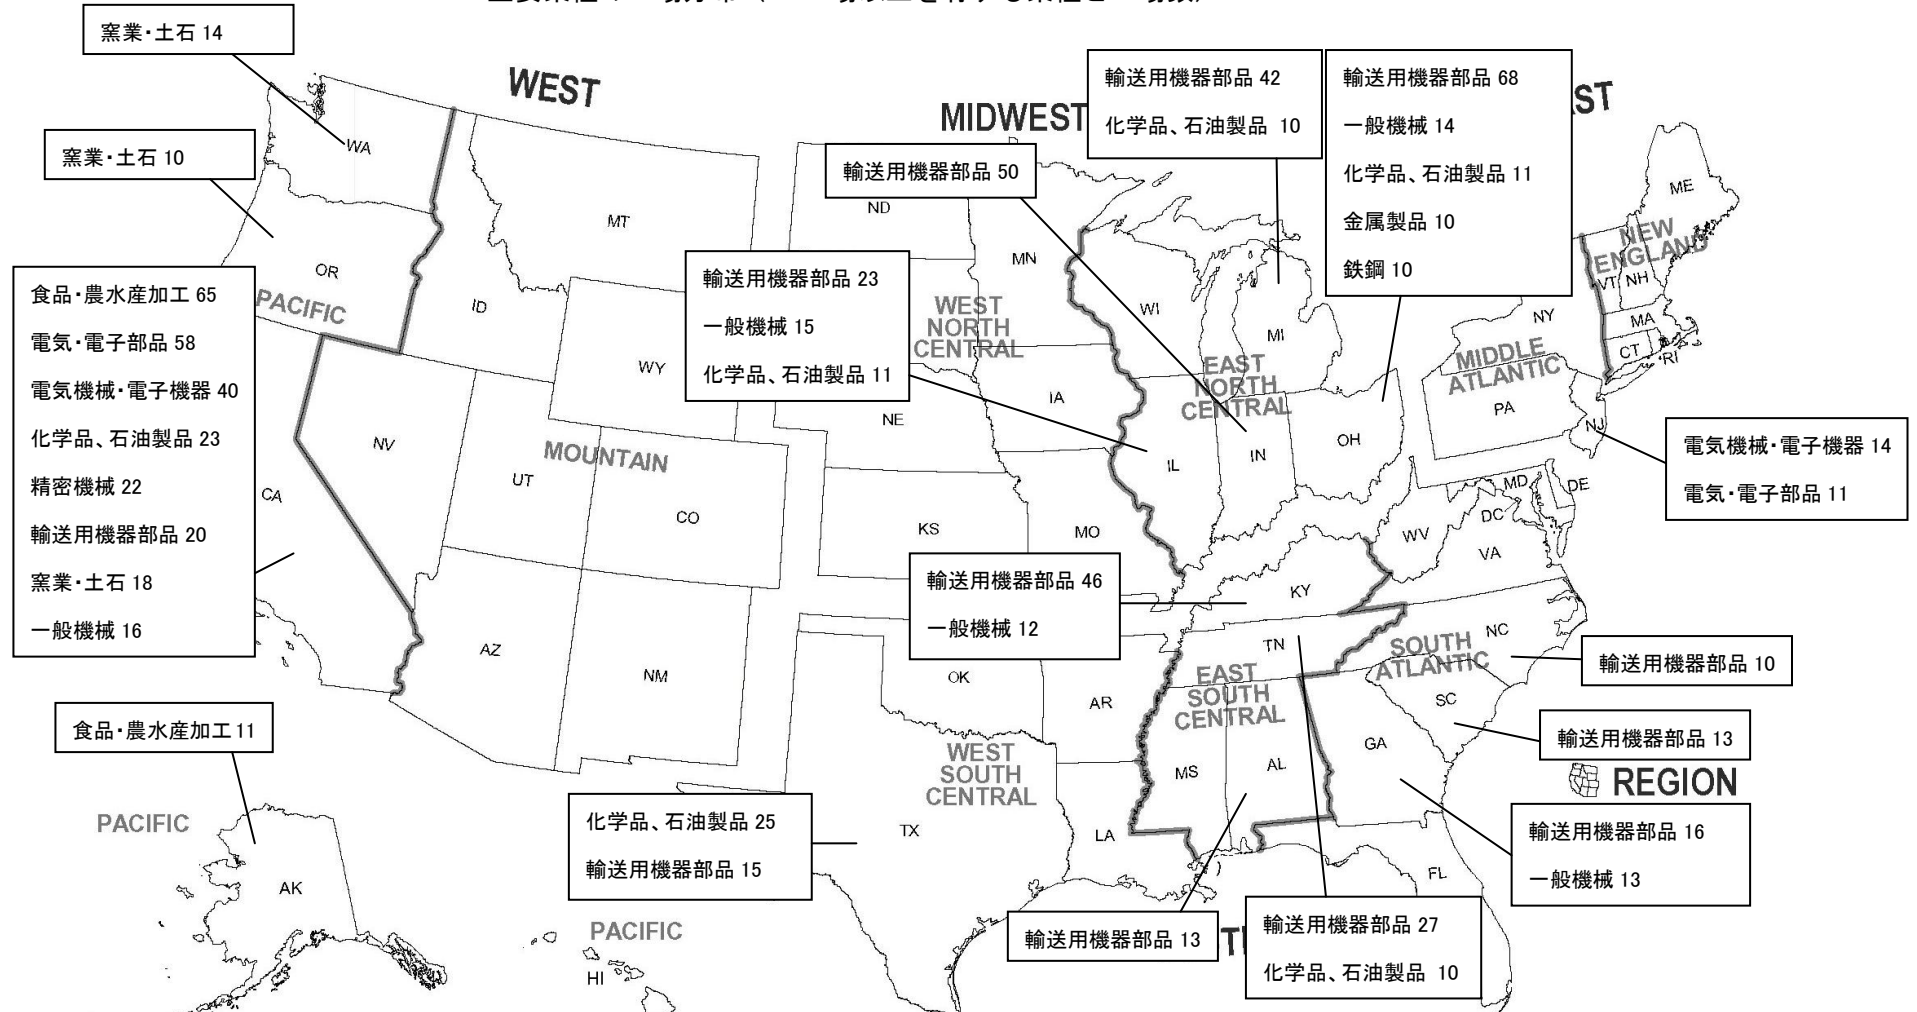 窯業・土石 14
WEST
輸送用機器部品 42
化学品、石油製品 10
輸送用機器部品 68
一般機械 14
化学品、石油製品 11
金属製品 10
鉄鋼 10
MIDWEST
ST
窯業・土石 10
WA
輸送用機器部品 50
ME
MT
ND
NEW
ENGLAND
VT
NH
OR
PACIFIC
ID
MN
WI
食品・農水産加工 65
電気・電子部品 58
電気機械・電子機器 40
化学品、石油製品 23
精密機械 22
輸送用機器部品 20
窯業・土石 18
一般機械 16
輸送用機器部品 23
一般機械 15
化学品、石油製品 11
WEST
NORTH
CENTRAL
MI
NY
MA
CT
RI
MIDDLE
ATLANTIC
WY
EAST
NORTH
CENTRAL
IA
PA
NE
NJ
NV
MOUNTAIN
OH
IN
IL
電気機械・電子機器 14
電気・電子部品 11
UT
CA
CO
KS
MO
MD
DE
DC
WV
VA
輸送用機器部品 46
一般機械 12
KY
AZ
NM
OK
TN
NC
SOUTH
ATLANTIC
輸送用機器部品 10
EAST
SOUTH
CENTRAL
AR
SC
食品・農水産加工 11
輸送用機器部品 13
GA
WEST
SOUTH
CENTRAL
MS
AL
REGION
PACIFIC
化学品、石油製品 25
輸送用機器部品 15
TX
LA
輸送用機器部品 16
一般機械 13
FL
AK
PACIFIC
HI
輸送用機器部品 13
輸送用機器部品 27
化学品、石油製品 10